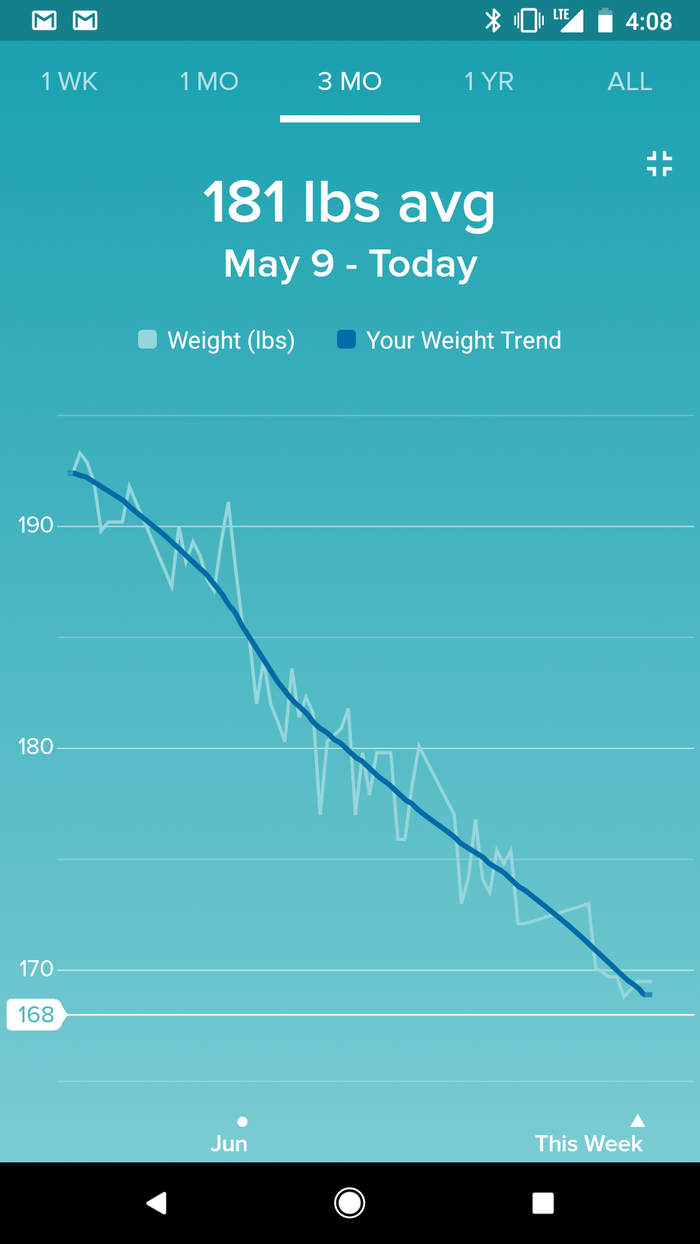 LTE 4:08
1 WK 1 MO 3 MO 1 YR ALL
181 lbs avg
May 9 - Today
Weight (lbs) Your Weight Trend
190
180
170
168
Jun This Week